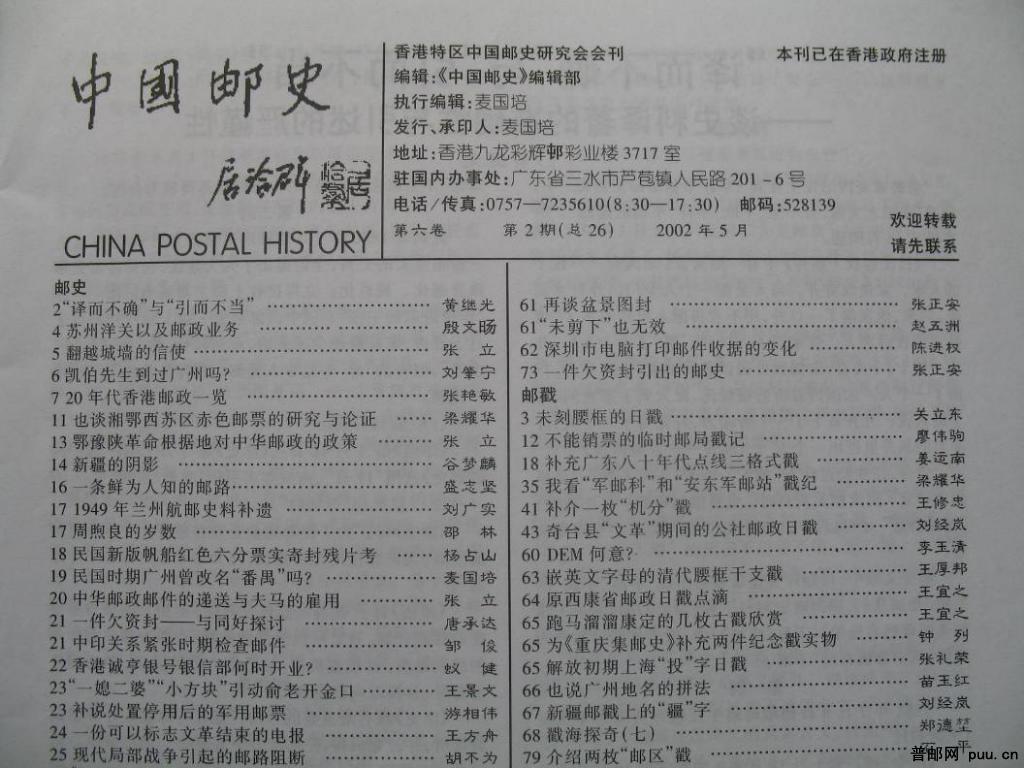 中國邮史
居洽群
CHINA POSTAL HISTORY
香港特区中国邮史研究会会刊
本刊已在香港政府注册
编辑:《中国邮史》编辑部
执行编辑:麦国培
发行、承印人:麦国培
地址:香港九龙彩辉邨彩业楼3717室
驻国内办事处:广东省三水市芦苞镇人民路201-6号
电话/传真:0757—7235610(8:30—17:30) 邮码:528139
第六卷 第2期(总26) 2002年5月
欢迎转载
请先联系
邮史
2“译而不确”与“引而不当” …… 黄继光
4 苏州洋关以及邮政业务 …… 殷文旸
5 翻越城墙的信使 …… 张 立
6 凯伯先生到过广州吗? …… 刘肇宁
7 20年代香港邮政一览 …… 张艳敏
11 也谈湘鄂西苏区赤色邮票的研究与论证 …… 梁耀华
13 鄂豫陕革命根据地对中华邮政的政策 …… 张 立
14 新疆的阴影 …… 谷梦麟
16 一条鲜为人知的邮路 …… 盛志坚
17 1949年兰州航邮史料补遗 …… 刘广实
17 周煦良的岁数 …… 邵 林
18 民国新版帆船红色六分票实寄封残片考 …… 杨占山
19 民国时期广州曾改名“番禺”吗? …… 麦国培
20 中华邮政邮件的递送与夫马的雇用 …… 张 立
21 一件欠资封——与同好探讨 …… 唐承达
21 中印关系紧张时期检查邮件 …… 邹 俊
22 香港诚亨银号银信部何时开业? …… 蚁 健
23“一媳二婆”“小方块”引动俞老开金口 …… 王景文
23 补说处置停用后的军用邮票 …… 游相伟
24 一份可以标志文革结束的电报 …… 王方舟
25 现代局部战争引起的邮路阻断 …… 胡不为
61 再谈盆景图封 …… 张正安
61“未剪下”也无效 …… 赵五洲
62 深圳市电脑打印邮件收据的变化 …… 陈进权
73 一件欠资封引出的邮史 …… 张正安
邮戳
3 未刻腰框的日戳 …… 关立东
12 不能销票的临时邮局戳记 …… 廖伟驹
18 补充广东八十年代点线三格式戳 …… 姜运南
35 我看“军邮科”和“安东军邮站”戳纪 …… 梁耀华
41 补介一枚“机分”戳 …… 王修忠
43 奇台县“文革”期间的公社邮政日戳 …… 刘经岚
60 DEM 何意? …… 李玉清
63 嵌英文字母的清代腰框干支戳 …… 王厚邦
64 原西康省邮政日戳点滴 …… 王宜之
65 跑马溜溜康定的几枚古戳欣赏 …… 王宜之
65 为《重庆集邮史》补充两件纪念戳实物 …… 钟 列
65 解放初期上海“投”字日戳 …… 张礼荣
66 也说广州地名的拼法 …… 苗玉红
67 新疆邮戳上的“疆”字 …… 刘经岚
68 戳海探奇(七) …… 郑德堃
79 介绍两枚“邮区”戳 …… 平
普邮网 puu.cn